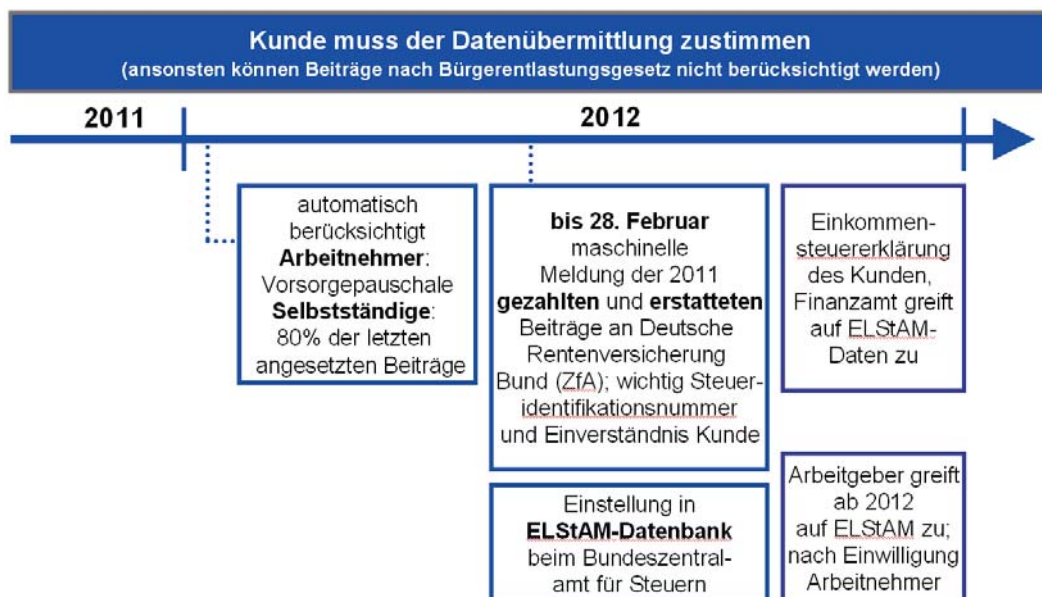 Kunde muss der Datenübermittlung zustimmen
(ansonsten können Beiträge nach Bürgerentlastungsgesetz nicht berücksichtigt werden)
2011
2012
automatisch
berücksichtigt
Arbeitnehmer:
Vorsorgepauschale
Selbstständige:
80% der letzten
angesetzten Beiträge
bis 28. Februar
maschinelle
Meldung der 2011
gezahlten und erstatteten
Beiträge an Deutsche
Rentenversicherung
Bund (ZfA); wichtig Steuer-
identifikationsnummer
und Einverständnis Kunde
Einstellung in
ELStAM-Datenbank
beim Bundeszentral-
amt für Steuern
Einkommen-
steuererklärung
des Kunden,
Finanzamt greift
auf ELStAM-
Daten zu
Arbeitgeber greift
ab 2012
auf ELStAM zu;
nach Einwilligung
Arbeitnehmer